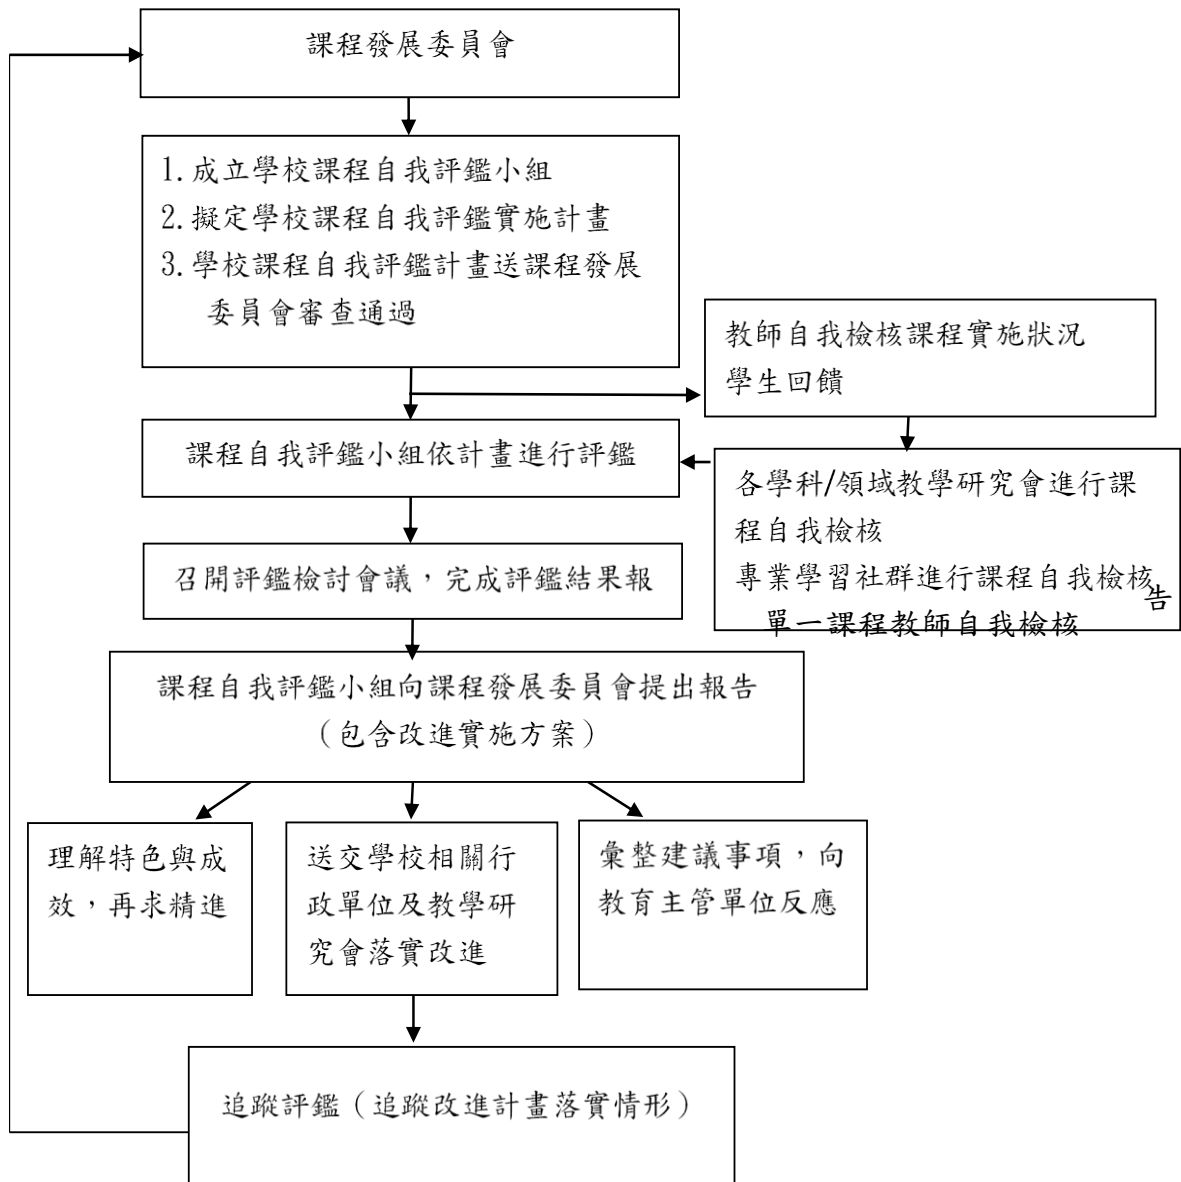 課程發展委員會
1.成立學校課程自我評鑑小組
2.擬定學校課程自我評鑑實施計畫
3.學校課程自我評鑑計畫送課程發展
委員會審查通過
教師自我檢核課程實施狀況
學生回饋
課程自我評鑑小組依計畫進行評鑑
各學科/領域教學研究會進行課
程自我檢核
專業學習社群進行課程自我檢核
單一課程教師自我檢核
召開評鑑檢討會議，完成評鑑結果報
告
課程自我評鑑小組向課程發展委員會提出報告
（包含改進實施方案）
理解特色與成
效，再求精進
送交學校相關行
政單位及教學研
究會落實改進
彙整建議事項，向
教育主管單位反應
追蹤評鑑（追蹤改進計畫落實情形）